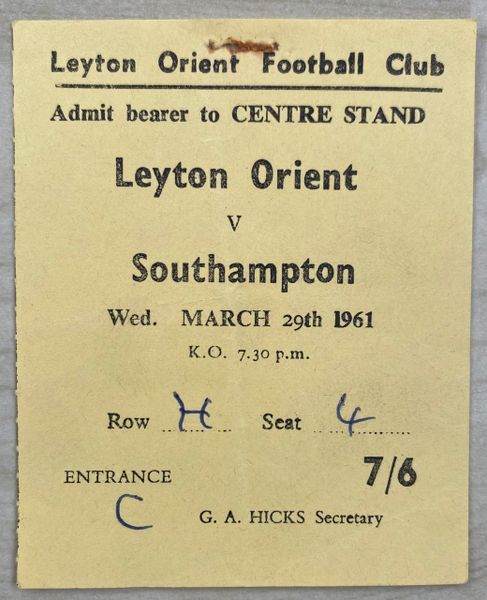 Leyton Orient Football Club
Admit bearer to CENTRE STAND
Leyton Orient
V
Southampton
Wed. MARCH 29th 1961
K.O. 7.30 p.m.
Row H Seat 4
ENTRANCE 7/6
C G. A. HICKS Secretary